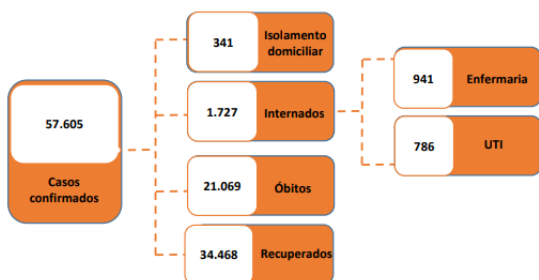 57.605
Casos
confirmados
341
Isolamento
domiciliar
1.727
Internados
21.069
Óbitos
34.468
Recuperados
941
Enfermaria
786
UTI